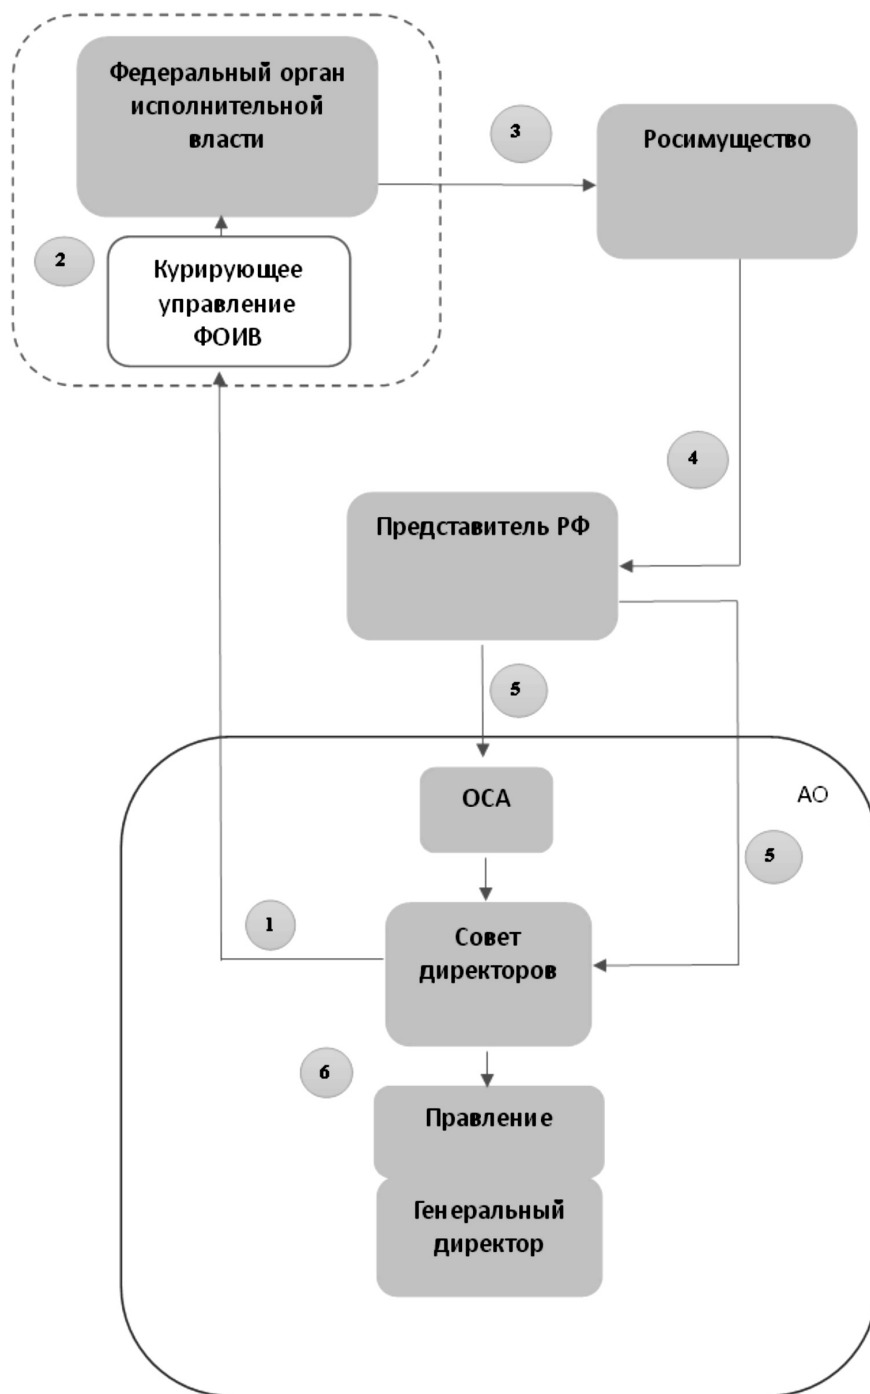 Федеральный орган
исполнительной
власти
3
Росимущество
2
Курирующее
управление
ФОИВ
4
Представитель РФ
5
ОСА
АО
5
1
Совет
директоров
6
Правление
Генеральный
директор